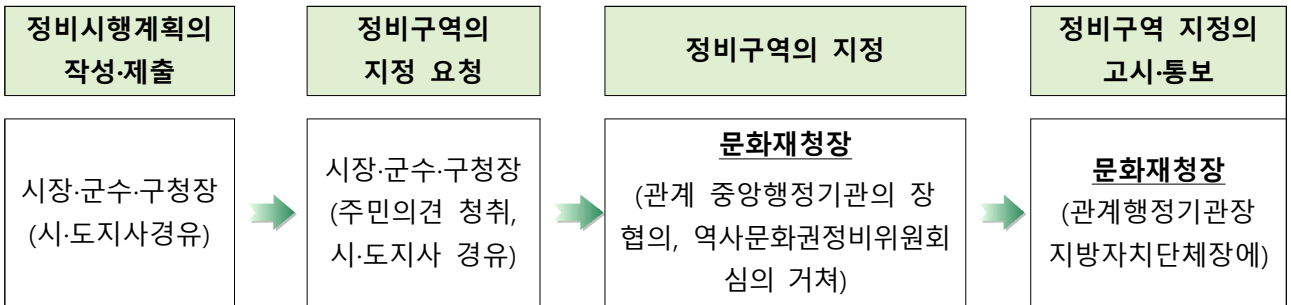 정비시행계획의
작성·제출
정비구역의
지정 요청
정비구역의 지정
정비구역 지정의
고시·통보
시장·군수·구청장
(시·도지사경유)
시장·군수·구청장
(주민의견 청취,
시·도지사 경유)
문화재청장
(관계 중앙행정기관의 장
협의, 역사문화권정비위원회
심의 거쳐)
문화재청장
(관계행정기관장
지방자치단체장에)